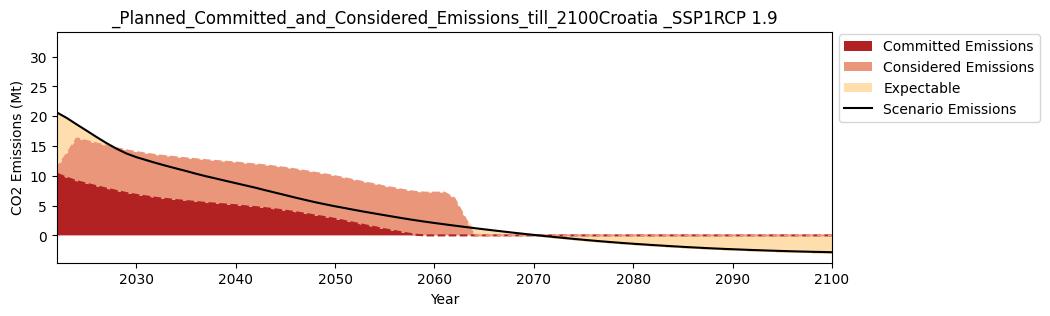 _Planned_Committed_and_Considered_Emissions_till_2100Croatia _SSP1RCP 1.9
CO2 Emissions (Mt)
30
25
20
15
10
5
0
2030 2040 2050 2060 2070 2080 2090 2100
Year
Committed Emissions
Considered Emissions
Expectable
Scenario Emissions